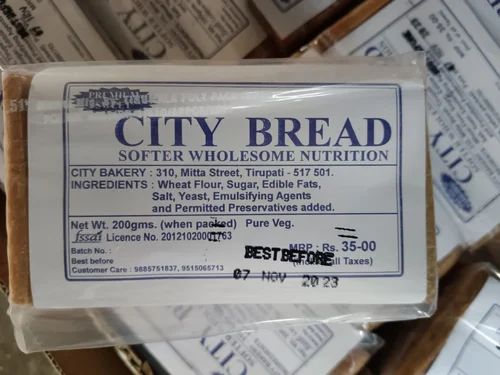 PREMIUM
CITY BREAD
SOFTER WHOLESOME NUTRITION
CITY BAKERY : 310, Mitta Street, Tirupati - 517 501.
INGREDIENTS : Wheat Flour, Sugar, Edible Fats,
Salt, Yeast, Emulsifying Agents
and Permitted Preservatives added.
Net Wt. 200gms. (when packed) Pure Veg.
fssai Licence No.
Batch No. : MRP : Rs. 35-00
Best before
Customer Care : 9885751837, 9515065713
BEST BEFORE
07 NOV 2023